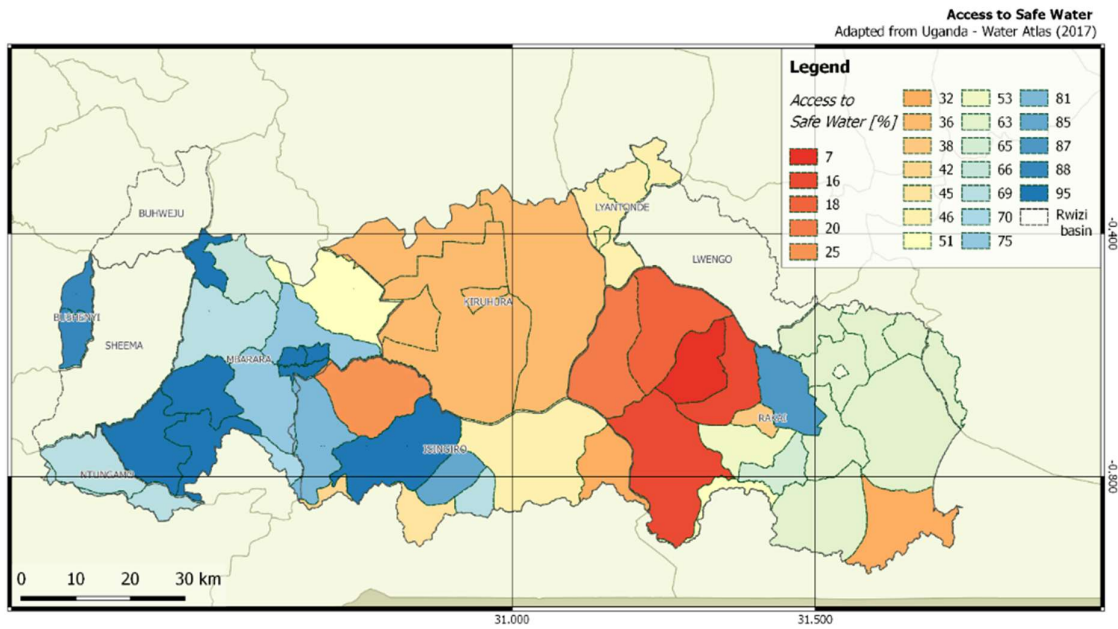 Access to Safe Water
Adapted from Uganda - Water Atlas (2017)
Legend
Access to
Safe Water [%]
7
16
18
20
25
32
36
38
42
45
46
51
53
63
65
66
69
70
75
81
85
87
88
95
Rwizi
basin
BUHWEJU
LYANTONDE
LWENGO
KIRUHURA
SHEEMA
MBARARA
RAKAI
ISINGIRO
NTUNGAMO
-0.400
-0.800
0 10 20 30 km
31.000
31.500